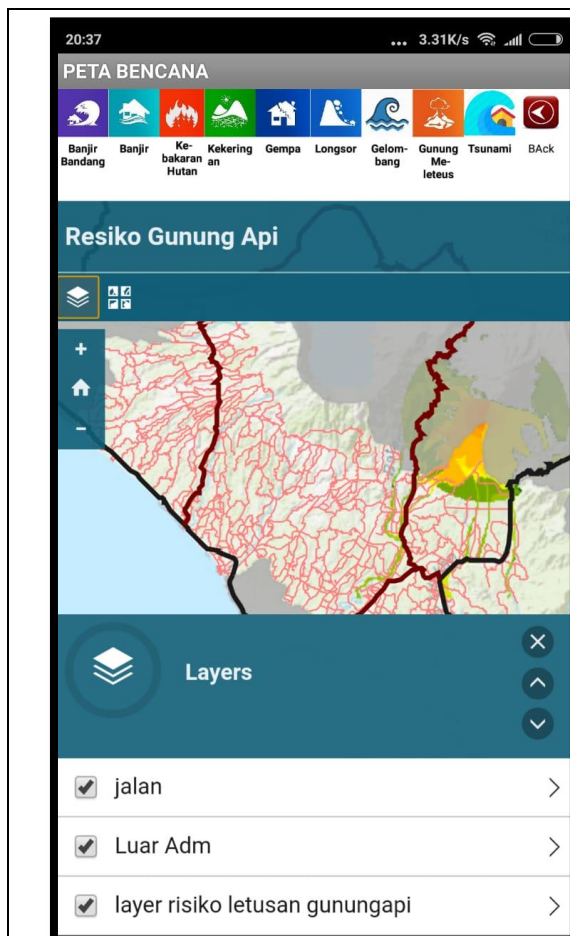 20:37
... 3.31K/s
PETA BENCANA
Banjir
Bandang
Banjir
Ke-
bakaran
Hutan
Kekering
an
Gempa
Longsor
Gelom-
bang
Gunung
Me-
leteus
Tsunami
BAck
Resiko Gunung Api
+
−
Layers
jalan
Luar Adm
layer risiko letusan gunungapi